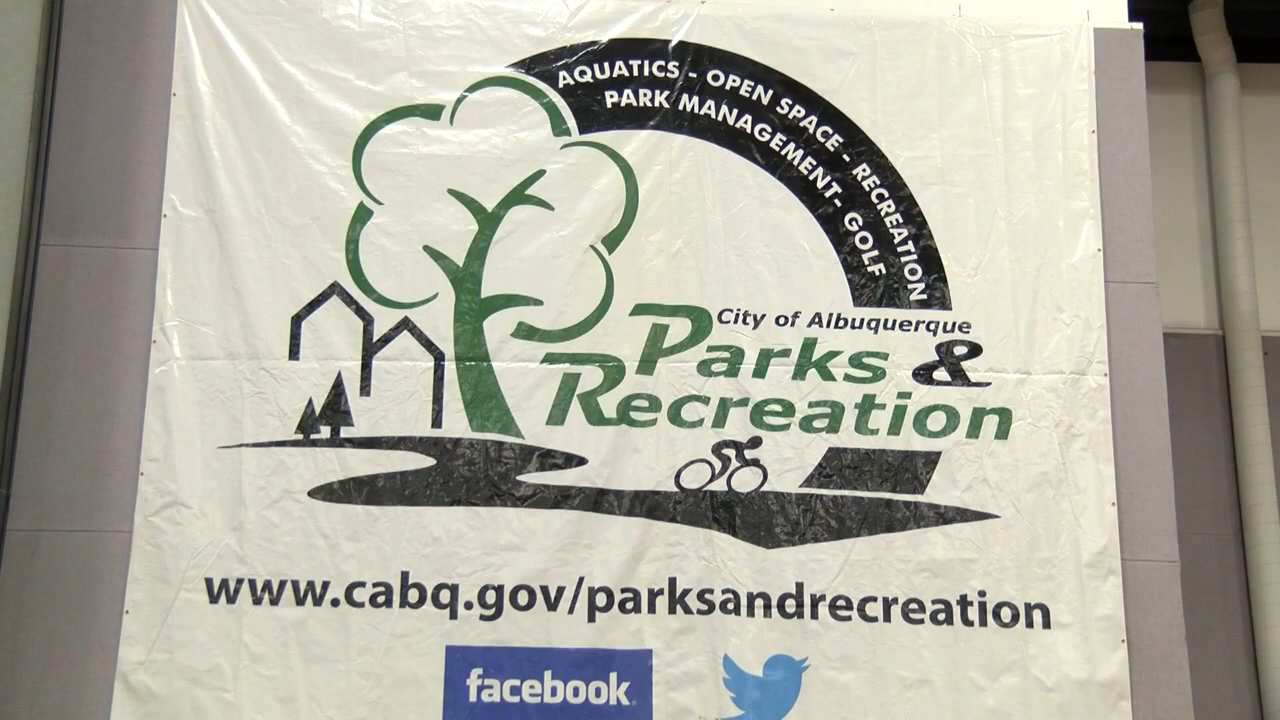 AQUATICS - OPEN SPACE - RECREATION
PARK MANAGEMENT- GOLF
City of Albuquerque
Parks &
Recreation
www.cabq.gov/parksandrecreation
facebook